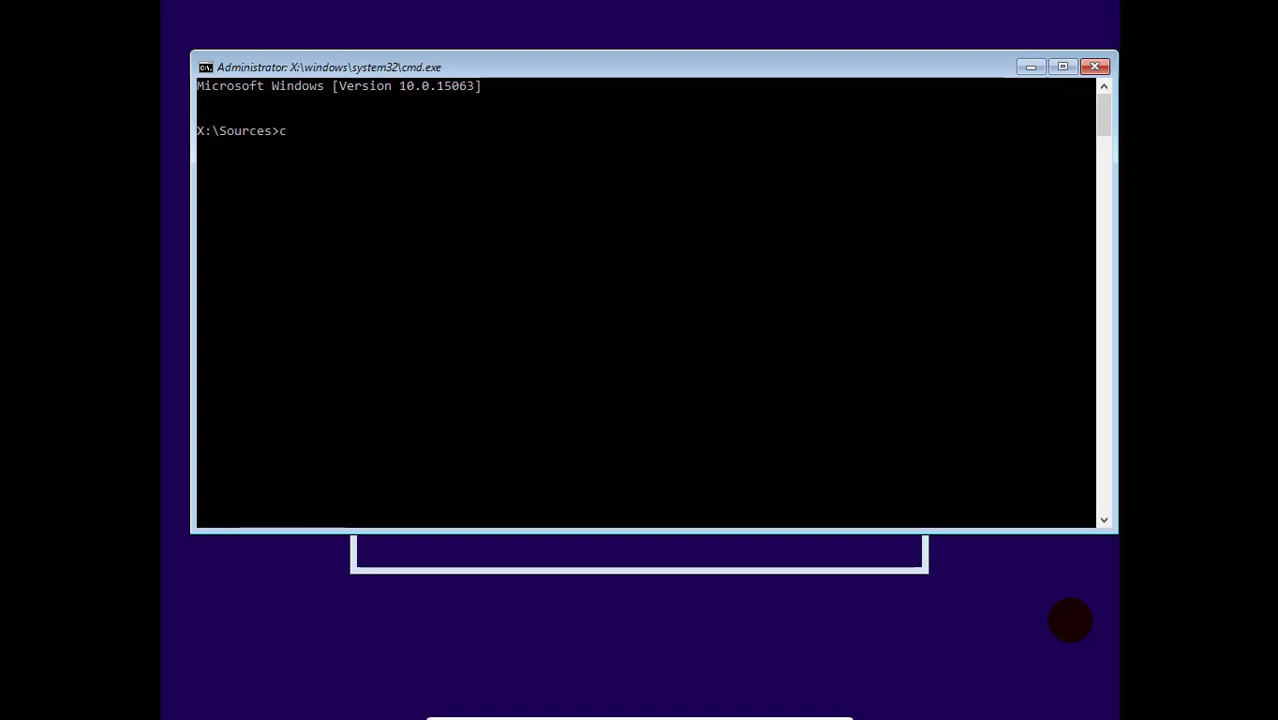 Administrator: X:\windows\system32\cmd.exe
Microsoft Windows [Version 10.0.15063]
X:\Sources>c